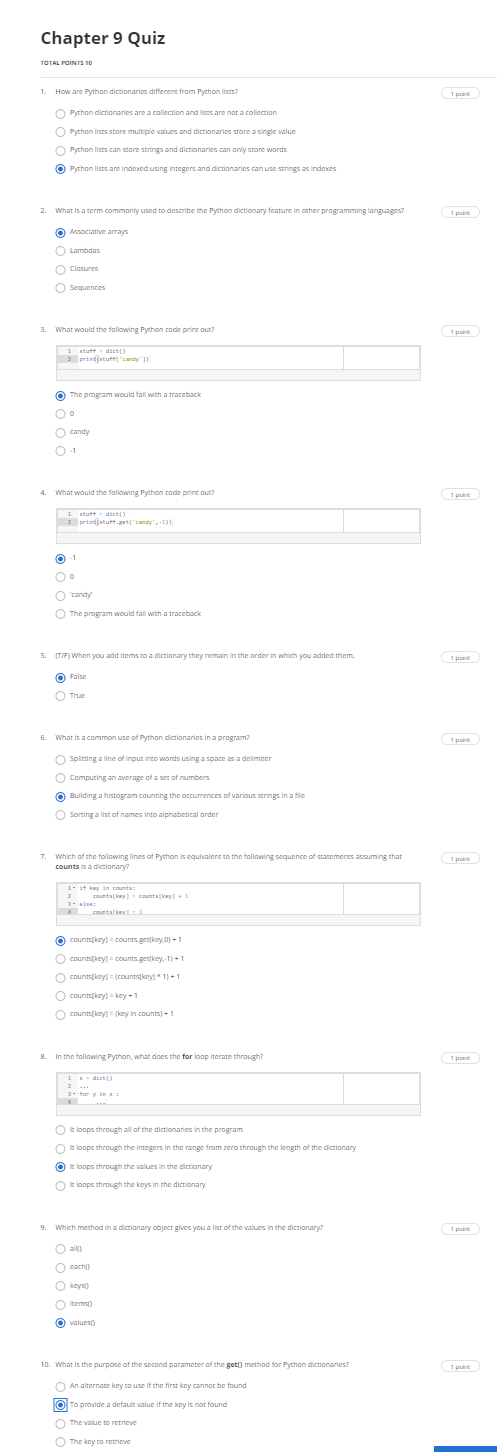 Chapter 9 Quiz
TOTAL POINTS 10
1. How are Python dictionaries different from Python lists?
1 point
Python dictionaries are a collection and lists are not a collection
Python lists store multiple values and dictionaries store a single value
Python lists can store strings and dictionaries can only store words
Python lists are indexed using integers and dictionaries can use strings as indexes
2. What is a term commonly used to describe the Python dictionary feature in other programming languages?
1 point
Associative arrays
Lambdas
Closures
Sequences
3. What would the following Python code print out?
1 point
1 stuff = dict()
2 print(stuff['candy'])
The program would fail with a traceback
0
candy
-1
4. What would the following Python code print out?
1 point
1 stuff = dict()
2 print(stuff.get('candy',-1))
-1
0
'candy'
The program would fail with a traceback
5. (T/F) When you add items to a dictionary they remain in the order in which you added them.
1 point
False
True
6. What is a common use of Python dictionaries in a program?
1 point
Splitting a line of input into words using a space as a delimiter
Computing an average of a set of numbers
Building a histogram counting the occurrences of various strings in a file
Sorting a list of names into alphabetical order
7. Which of the following lines of Python is equivalent to the following sequence of statements assuming that
1 point
counts is a dictionary?
1 if key in counts:
2 counts[key] = counts[key] + 1
3 else:
4 counts[key] = 1
counts[key] = counts.get(key,0) + 1
counts[key] = counts.get(key,-1) + 1
counts[key] = (counts[key] * 1) + 1
counts[key] = key + 1
counts[key] = (key in counts) + 1
8. In the following Python, what does the for loop iterate through?
1 point
1 x = dict()
2 ...
3 for y in x :
4 ...
It loops through all of the dictionaries in the program
It loops through the integers in the range from zero through the length of the dictionary
It loops through the values in the dictionary
It loops through the keys in the dictionary
9. Which method in a dictionary object gives you a list of the values in the dictionary?
1 point
all()
each()
keys()
items()
values()
10. What is the purpose of the second parameter of the get() method for Python dictionaries?
1 point
An alternate key to use if the first key cannot be found
To provide a default value if the key is not found
The value to retrieve
The key to retrieve